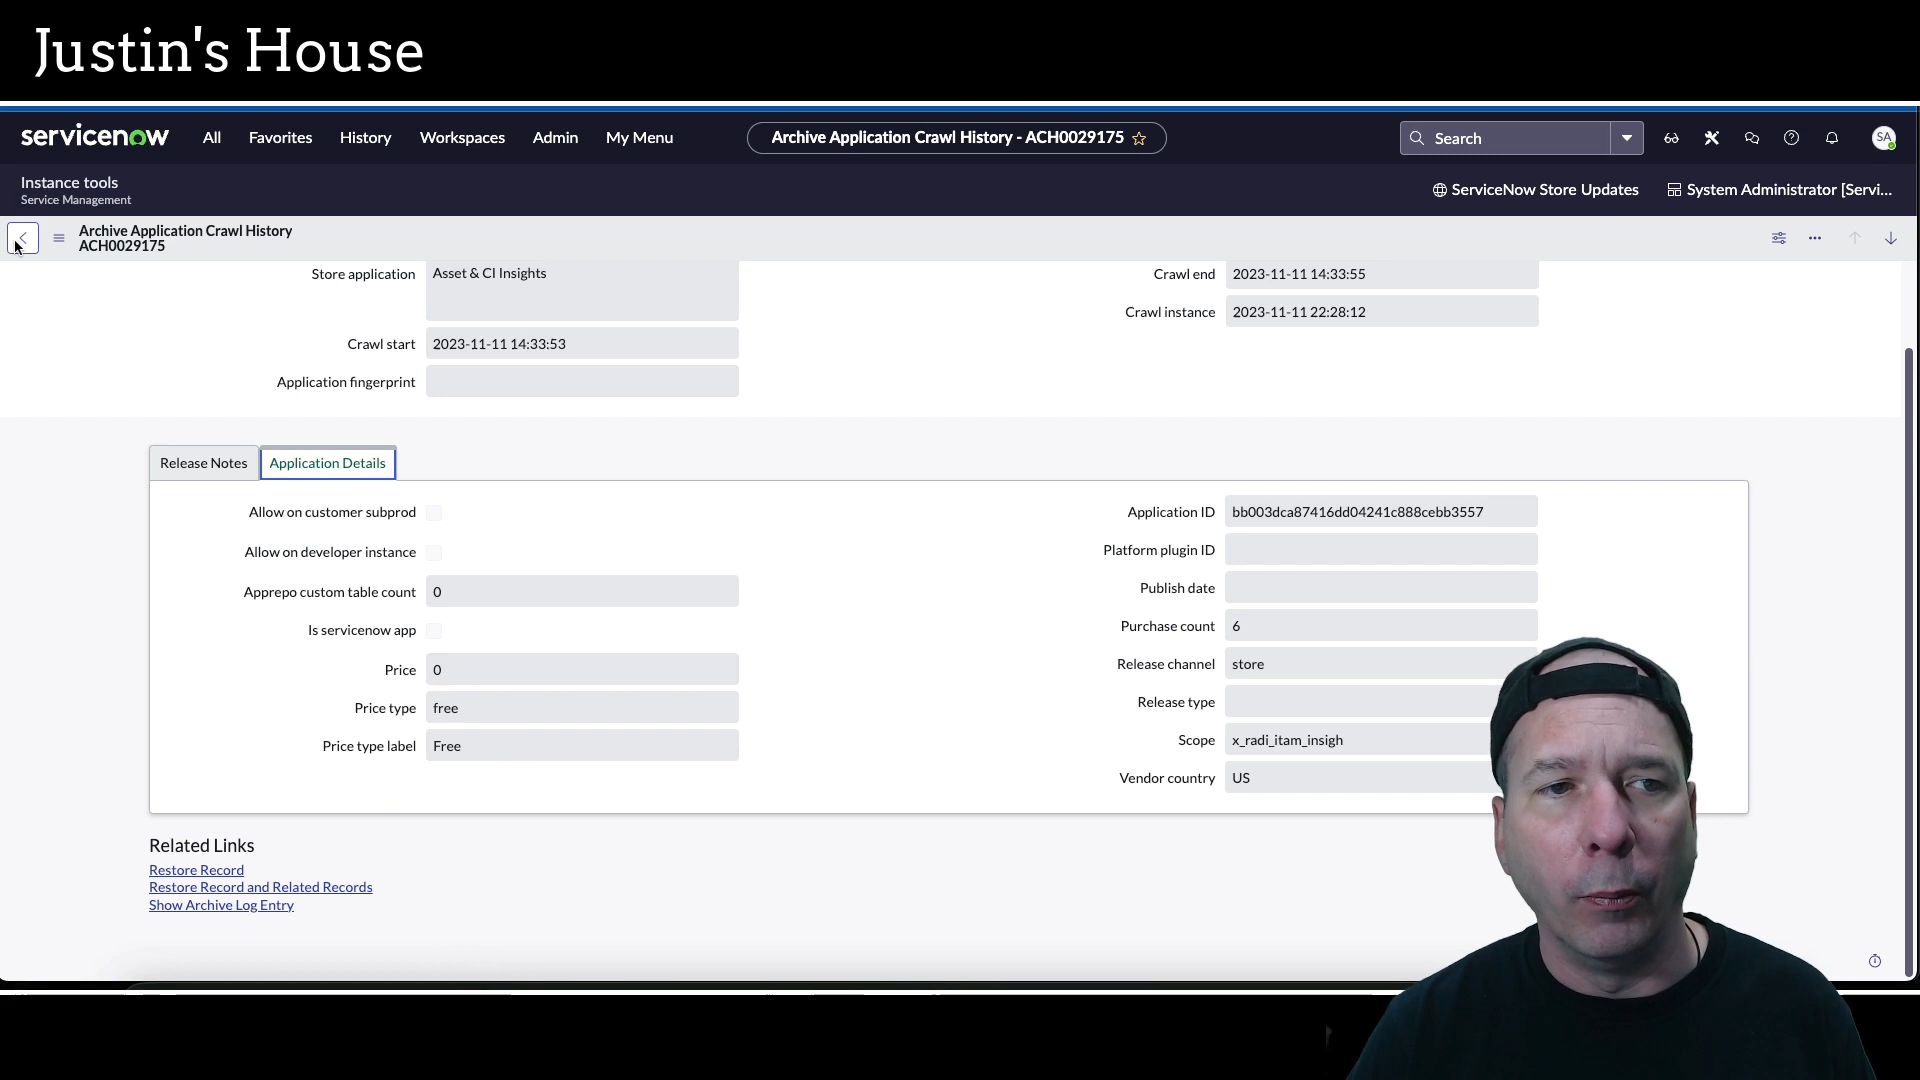 Justin's House
servicenow All Favorites History Workspaces Admin My Menu Archive Application Crawl History - ACH0029175 Search SA
Instance tools
Service Management
ServiceNow Store Updates System Administrator [Servi...
Archive Application Crawl History
ACH0029175
Store application Asset & CI Insights
Crawl end 2023-11-11 14:33:55
Crawl instance 2023-11-11 22:28:12
Crawl start 2023-11-11 14:33:53
Application fingerprint
Release Notes Application Details
Allow on customer subprod
Allow on developer instance
Apprepo custom table count 0
Is servicenow app
Price 0
Price type free
Price type label Free
Application ID bb003dca87416dd04241c888cebb3557
Platform plugin ID
Publish date
Purchase count 6
Release channel store
Release type
Scope x_radi_itam_insigh
Vendor country US
Related Links
Restore Record
Restore Record and Related Records
Show Archive Log Entry